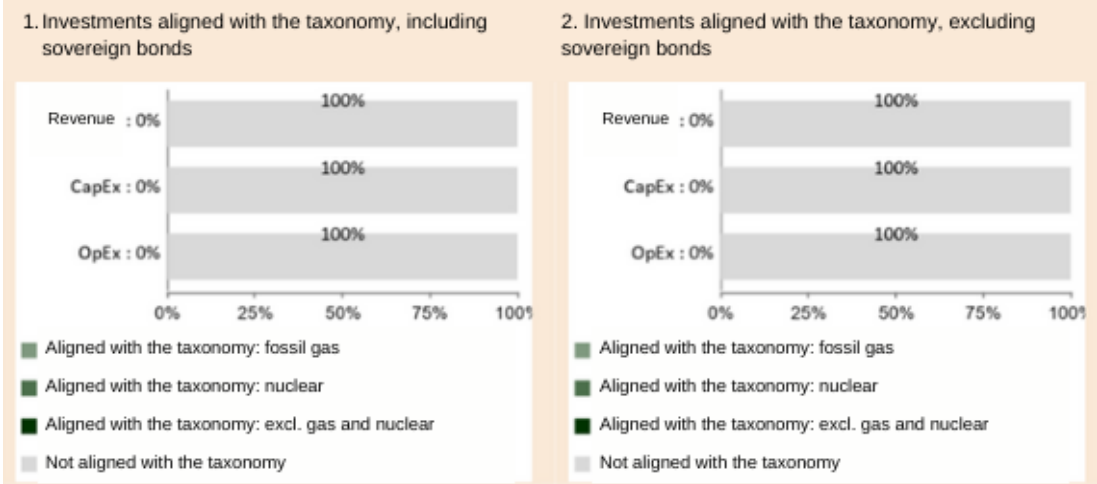 1. Investments aligned with the taxonomy, including
sovereign bonds
100%
Revenue : 0%
100%
CapEx : 0%
100%
OpEx : 0%
0% 25% 50% 75% 100%
Aligned with the taxonomy: fossil gas
Aligned with the taxonomy: nuclear
Aligned with the taxonomy: excl. gas and nuclear
Not aligned with the taxonomy
2. Investments aligned with the taxonomy, excluding
sovereign bonds
100%
Revenue : 0%
100%
CapEx : 0%
100%
OpEx : 0%
0% 25% 50% 75% 100%
Aligned with the taxonomy: fossil gas
Aligned with the taxonomy: nuclear
Aligned with the taxonomy: excl. gas and nuclear
Not aligned with the taxonomy